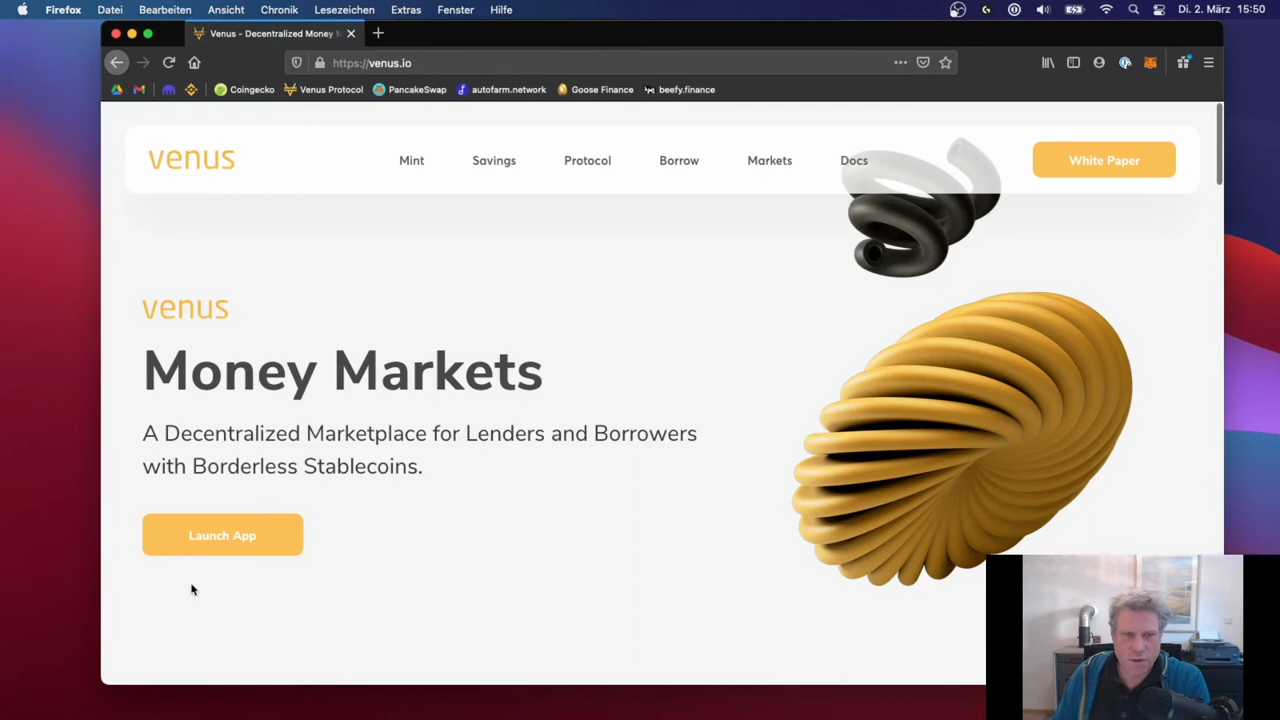 Firefox Datei Bearbeiten Ansicht Chronik Lesezeichen Extras Fenster Hilfe Di. 2. März 15:50
Venus - Decentralized Money M
https://venus.io
Coingecko Venus Protocol PancakeSwap autofarm.network Goose Finance beefy.finance
venus Mint Savings Protocol Borrow Markets Docs White Paper
venus
Money Markets
A Decentralized Marketplace for Lenders and Borrowers
with Borderless Stablecoins.
Launch App